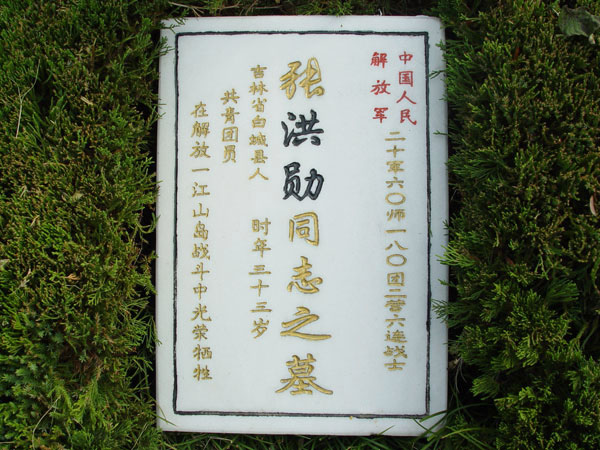 中国人民
解放军
二十军六〇师一八〇团二营六连战士
张洪勋同志之墓
吉林省白城县人 时年三十三岁
共青团员
在解放一江山岛战斗中光荣牺牲